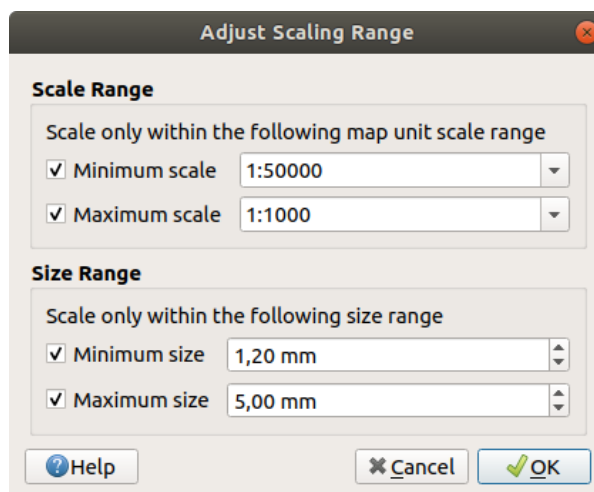 Adjust Scaling Range
Scale Range
Scale only within the following map unit scale range
Minimum scale 1:50000
Maximum scale 1:1000
Size Range
Scale only within the following size range
Minimum size 1,20 mm
Maximum size 5,00 mm
Help Cancel OK